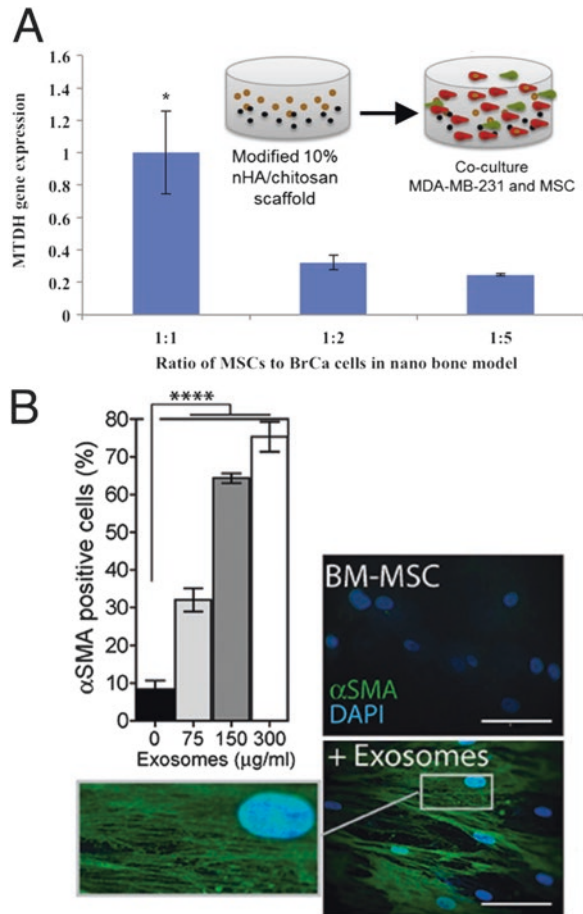 A
1.6
1.4
1.2
1
0.8
0.6
0.4
0.2
0
MTDH gene expression
*
Modified 10%
nHA/chitosan
scaffold
Co-culture
MDA-MB-231 and MSC
1:1 1:2 1:5
Ratio of MSCs to BrCa cells in nano bone model
B
****
80
70
60
50
40
30
20
10
0
αSMA positive cells (%)
0 75 150 300
Exosomes (μg/ml)
BM-MSC
αSMA
DAPI
+ Exosomes